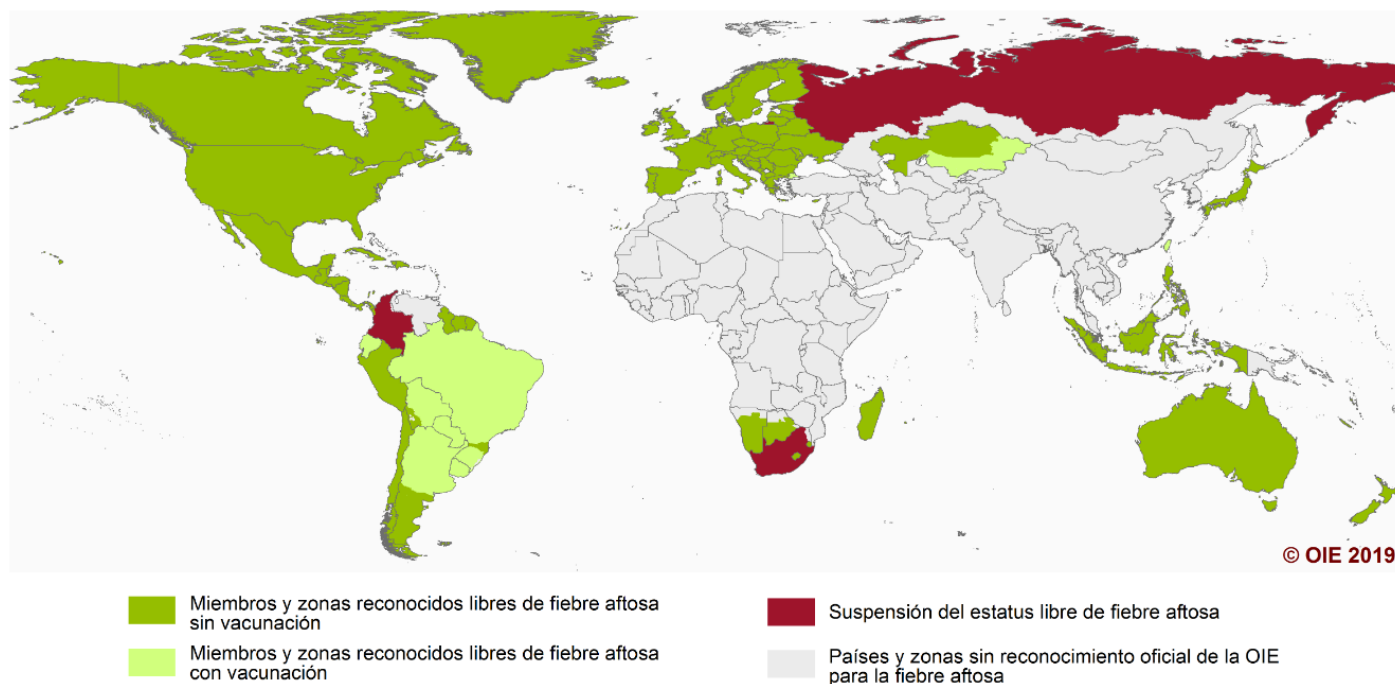 © OIE 2019
Miembros y zonas reconocidos libres de fiebre aftosa
sin vacunación
Miembros y zonas reconocidos libres de fiebre aftosa
con vacunación
Suspensión del estatus libre de fiebre aftosa
Países y zonas sin reconocimiento oficial de la OIE
para la fiebre aftosa